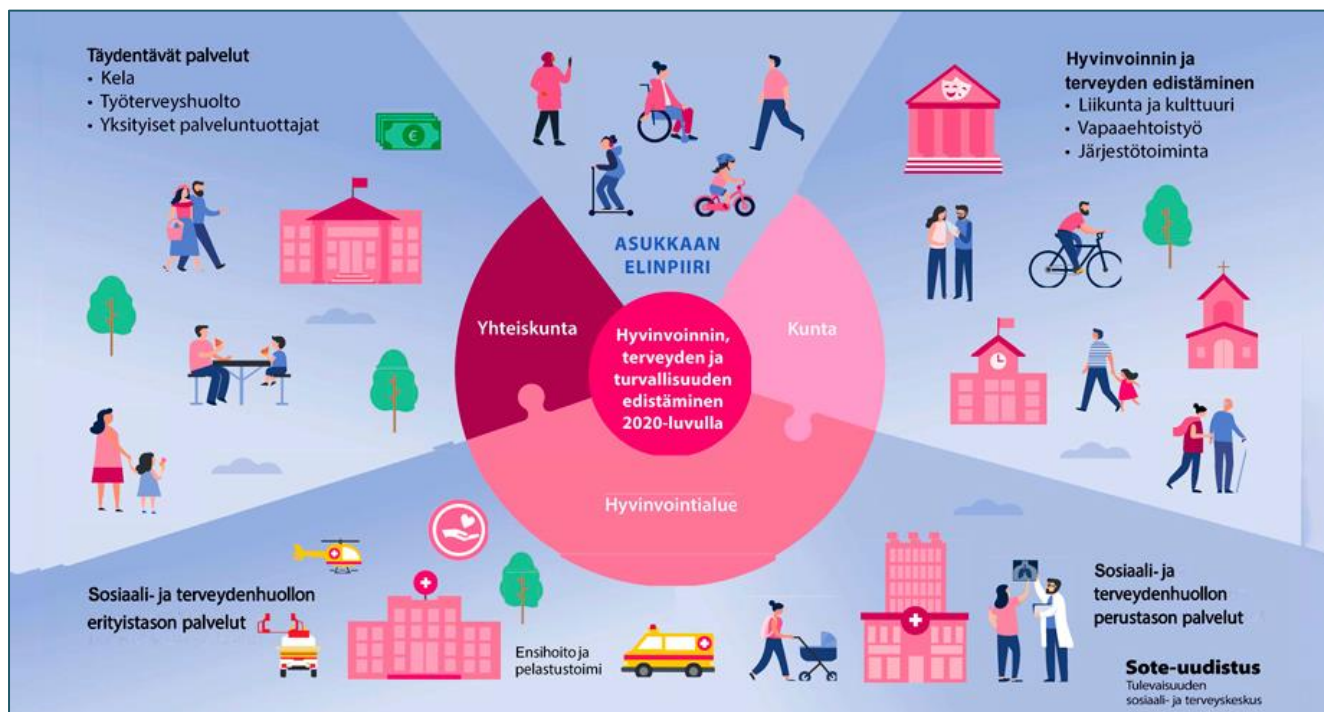 Täydentävät palvelut
• Kela
• Työterveyshuolto
• Yksityiset palveluntuottajat
€
Hyvinvoinnin ja
terveyden edistäminen
• Liikunta ja kulttuuri
• Vapaaehtoistyö
• Järjestötoiminta
ASUKKAAN
ELINPIIRI
Yhteiskunta
Hyvinvoinnin,
terveyden ja
turvallisuuden
edistäminen
2020-luvulla
Kunta
Hyvinvointialue
Sosiaali- ja terveydenhuollon
erityistason palvelut
Ensihoito ja
pelastustoimi
Sosiaali- ja
terveydenhuollon
perustason palvelut
Sote-uudistus
Tulevaisuuden
sosiaali- ja terveyskeskus